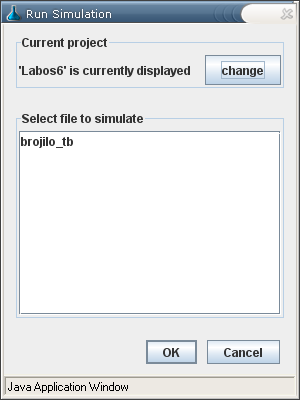 Run Simulation
Current project
'Labos6' is currently displayed
change
Select file to simulate
brojilo_tb
OK
Cancel
Java Application Window